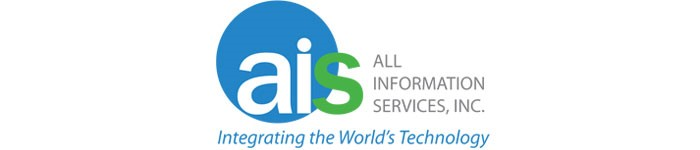 ais
ALL
INFORMATION
SERVICES, INC.
Integrating the World's Technology